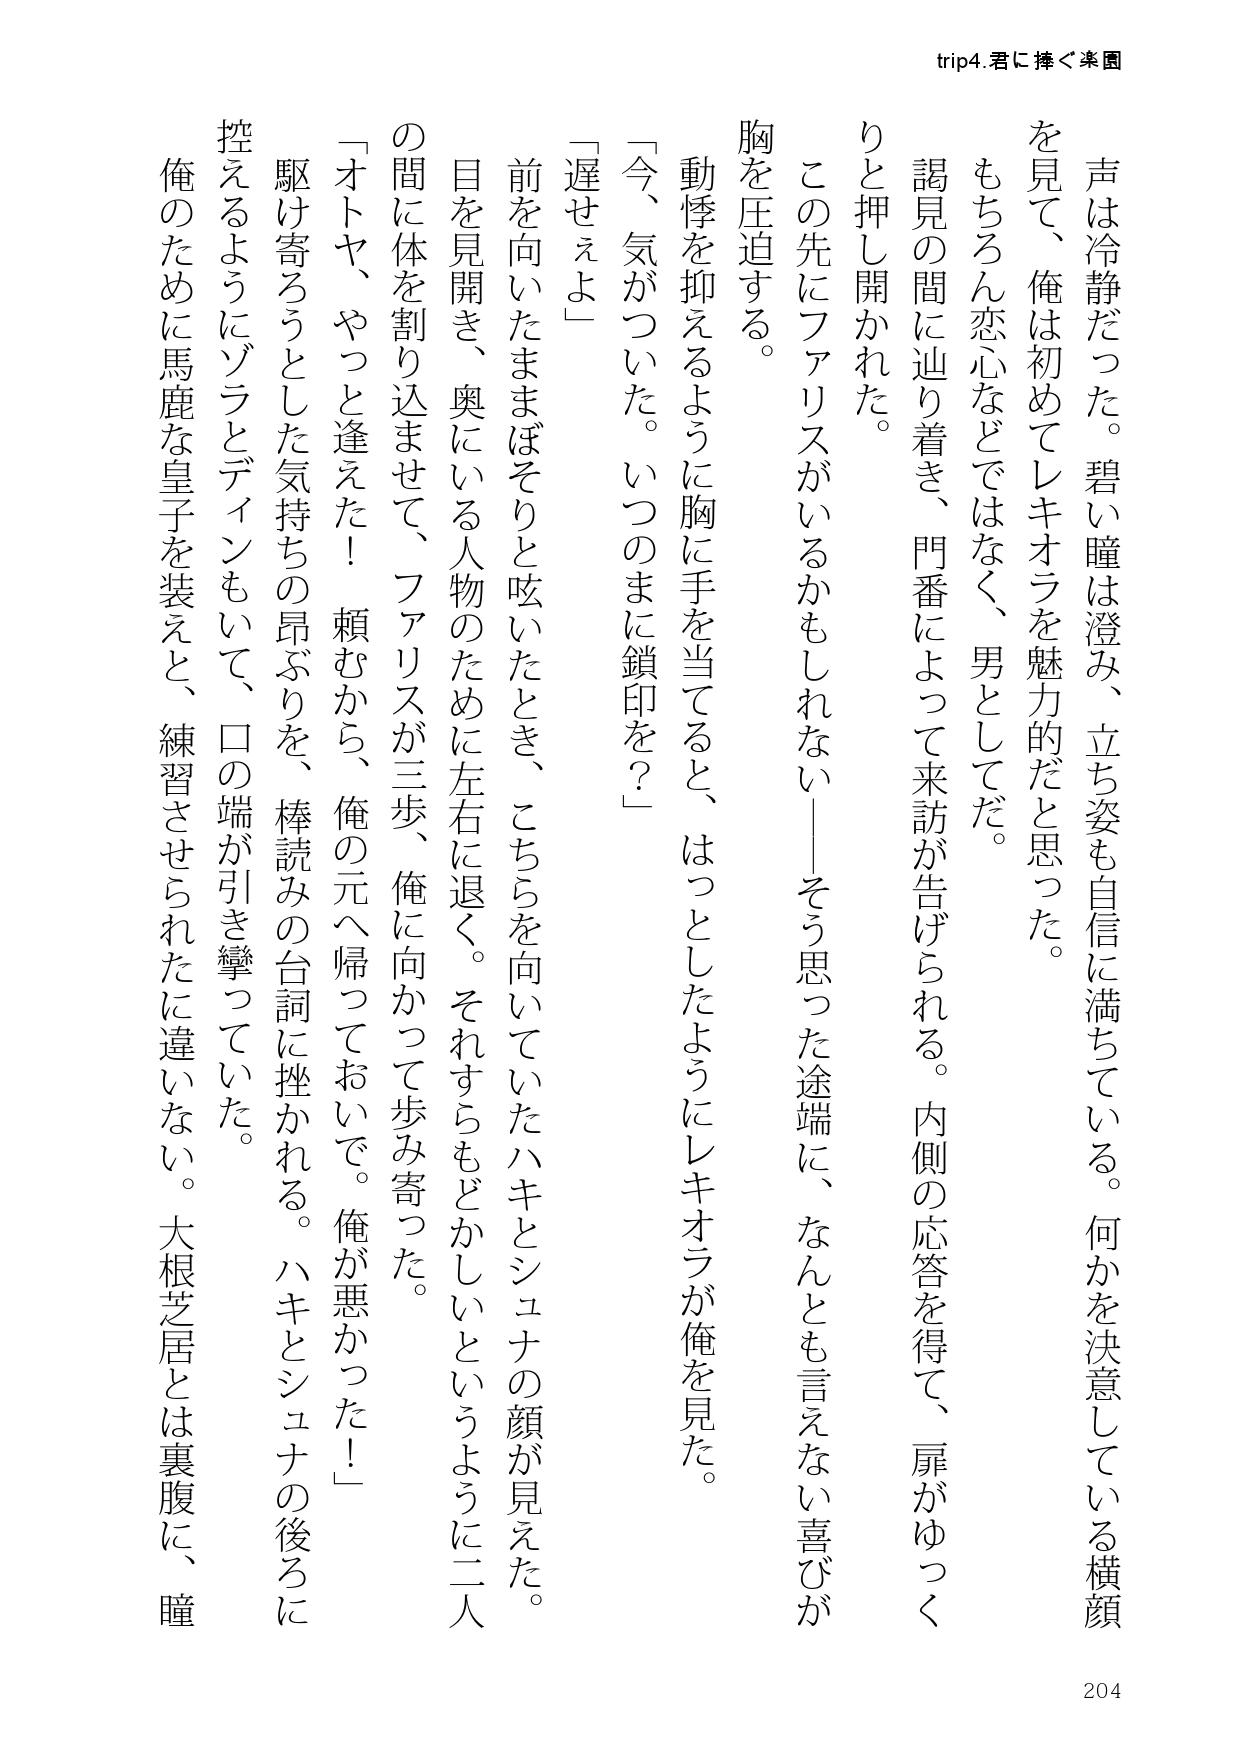 trip4.君に捧ぐ楽園
声は冷静だった。碧い瞳は澄み、立ち姿も自信に満ちている。何かを決意している横顔
を見て、俺は初めてレキオラを魅力的だと思った。
もちろん恋心などではなく、男としてだ。
謁見の間に辿り着き、門番によって来訪が告げられる。内側の応答を得て、扉がゆっく
りと押し開かれた。
この先にファリスがいるかもしれない――そう思った途端に、なんとも言えない喜びが
胸を圧迫する。
動悸を抑えるように胸に手を当てると、はっとしたようにレキオラが俺を見た。
「今、気がついた。いつのまに鎖印を？」
「遅せぇよ」
前を向いたままぼそりと呟いたとき、こちらを向いていたハキとシュナの顔が見えた。
目を見開き、奥にいる人物のために左右に退く。それすらもどかしいというように二人
の間に体を割り込ませて、ファリスが三歩、俺に向かって歩み寄った。
「オトヤ、やっと逢えた！　頼むから、俺の元へ帰っておいで。俺が悪かった！」
駆け寄ろうとした気持ちの昂ぶりを、棒読みの台詞に挫かれる。ハキとシュナの後ろに
控えるようにゾラとディンもいて、口の端が引き攣っていた。
俺のために馬鹿な皇子を装えと、練習させられたに違いない。大根芝居とは裏腹に、瞳
204